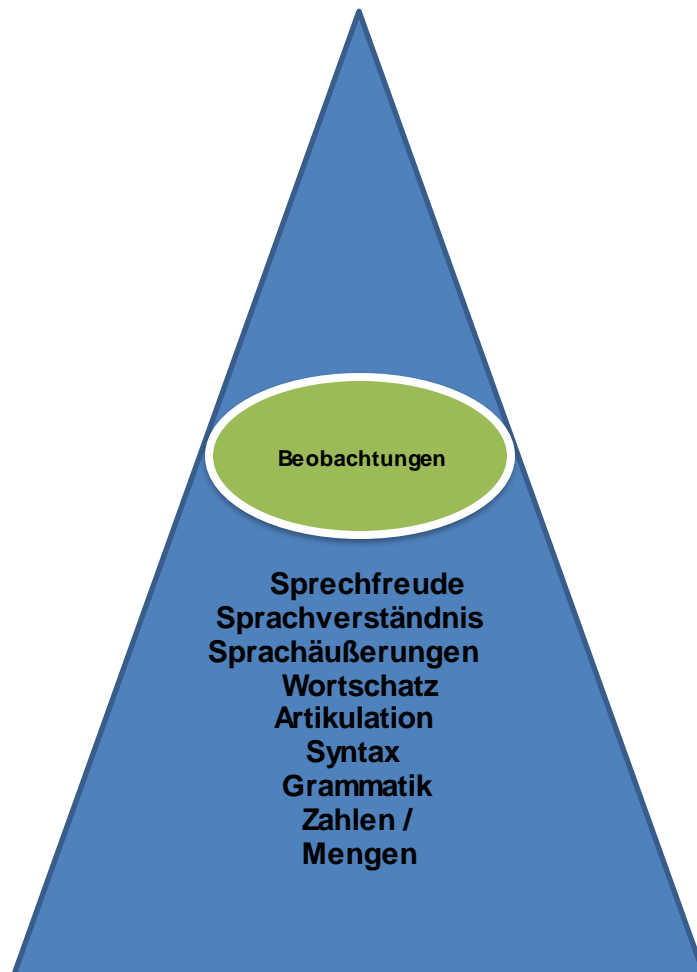 Beobachtungen
Sprechfreude
Sprachverständnis
Sprachäußerungen
Wortschatz
Artikulation
Syntax
Grammatik
Zahlen /
Mengen